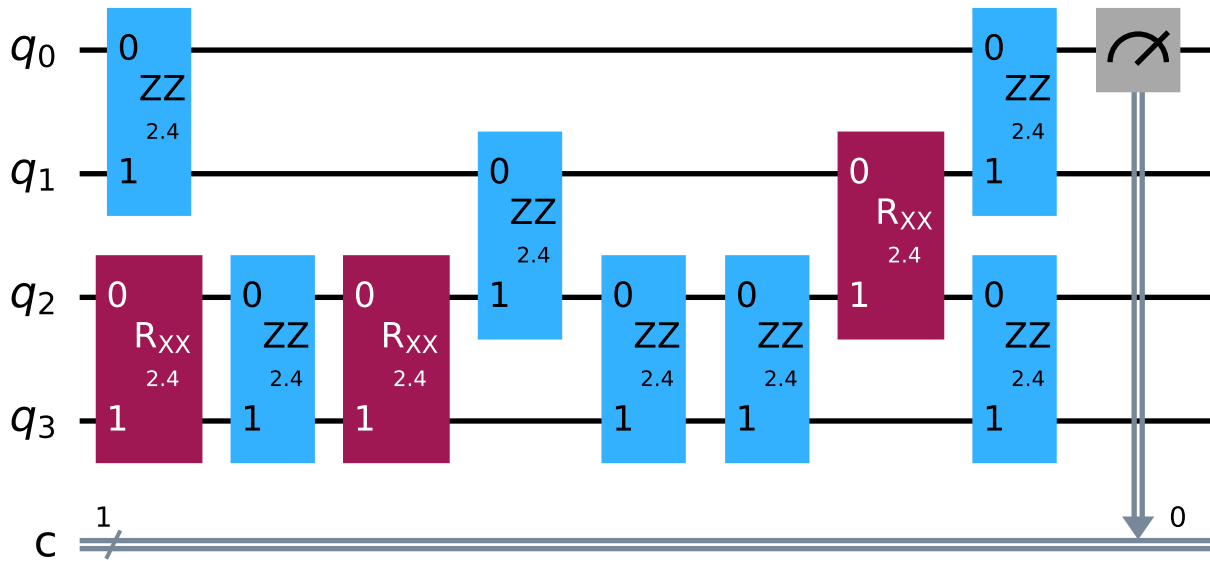 q0 0 0
ZZ ZZ
2.4 2.4
q1 1 0 0 1
ZZ RXX
2.4 2.4
q2 0 0 0 1 0 0 1 0
RXX ZZ RXX ZZ ZZ ZZ
2.4 2.4 2.4 2.4 2.4 2.4
q3 1 1 1 1 1 1
1 0
c